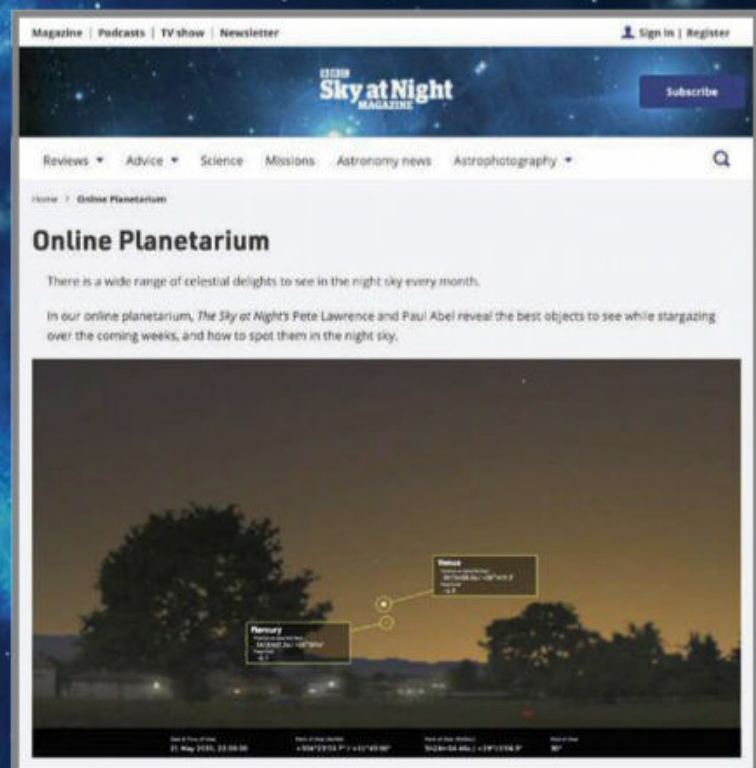 Magazine | Podcasts | TV show | Newsletter
Sign in | Register
BBC
Sky at Night
MAGAZINE
Subscribe
Reviews
Advice
Science
Missions
Astronomy news
Astrophotography
Home > Online Planetarium
Online Planetarium
There is a wide range of celestial delights to see in the night sky every month.
In our online planetarium, The Sky at Night's Pete Lawrence and Paul Abel reveal the best objects to see while stargazing
over the coming weeks, and how to spot them in the night sky.
Venus
Mercury